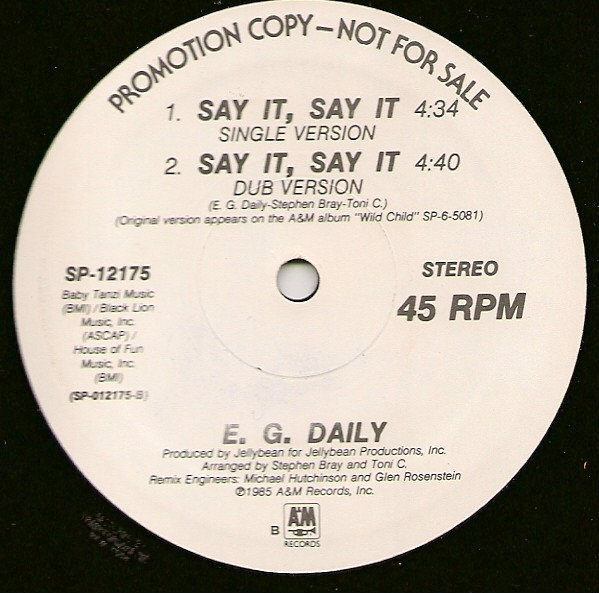 PROMOTION COPY—NOT FOR SALE
1. SAY IT, SAY IT 4:34
SINGLE VERSION
2. SAY IT, SAY IT 4:40
DUB VERSION
(E. G. Daily-Stephen Bray-Toni C.)
(Original version appears on the A&M album "Wild Child" SP-6-5081)
SP-12175
Baby Tanzi Music
(BMI)/Black Lion
Music, Inc.
(ASCAP)/
House of Fun
Music, Inc.
(BMI)
(SP-012175-B)
STEREO
45 RPM
E. G. DAILY
Produced by Jellybean for Jellybean Productions, Inc.
Arranged by Stephen Bray and Toni C.
Remix Engineers: Michael Hutchinson and Glen Rosenstein
℗1985 A&M Records, Inc.
B
A&M
RECORDS